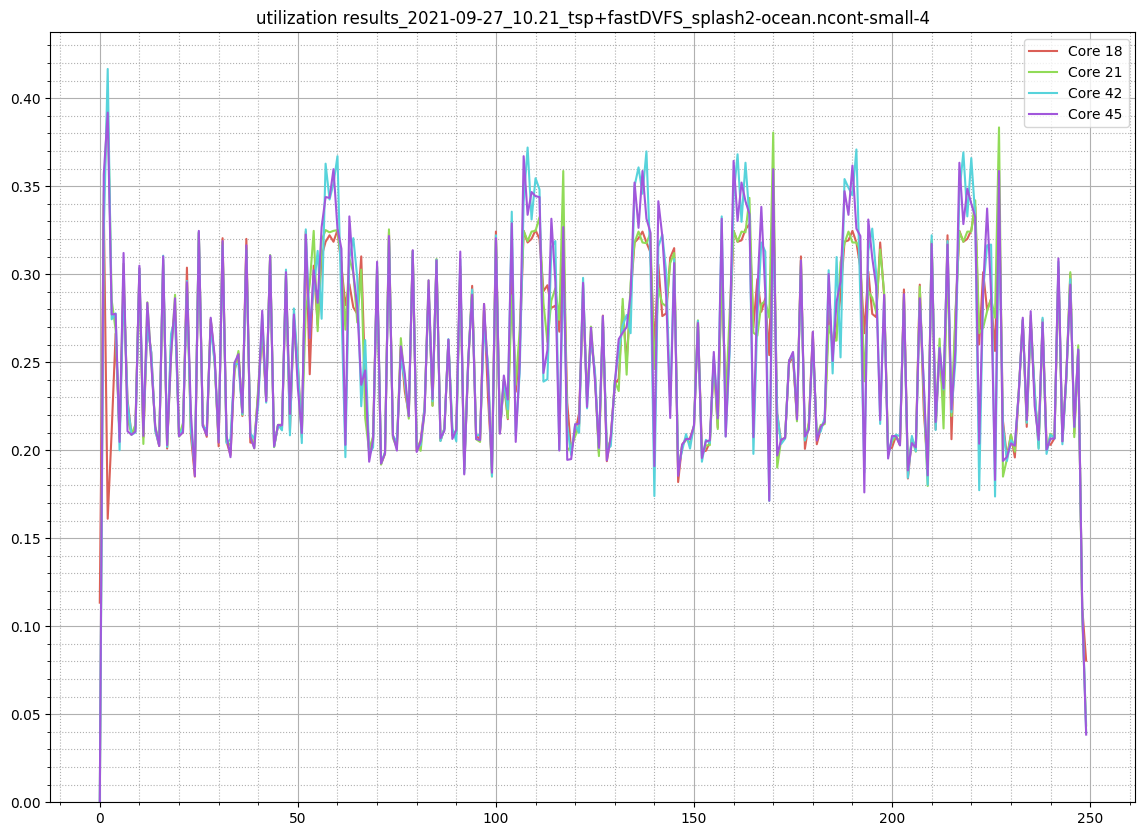 utilization results_2021-09-27_10.21_tsp+fastDVFS_splash2-ocean.ncont-small-4
Core 18
Core 21
Core 42
Core 45
0.40
0.35
0.30
0.25
0.20
0.15
0.10
0.05
0.00
0 50 100 150 200 250